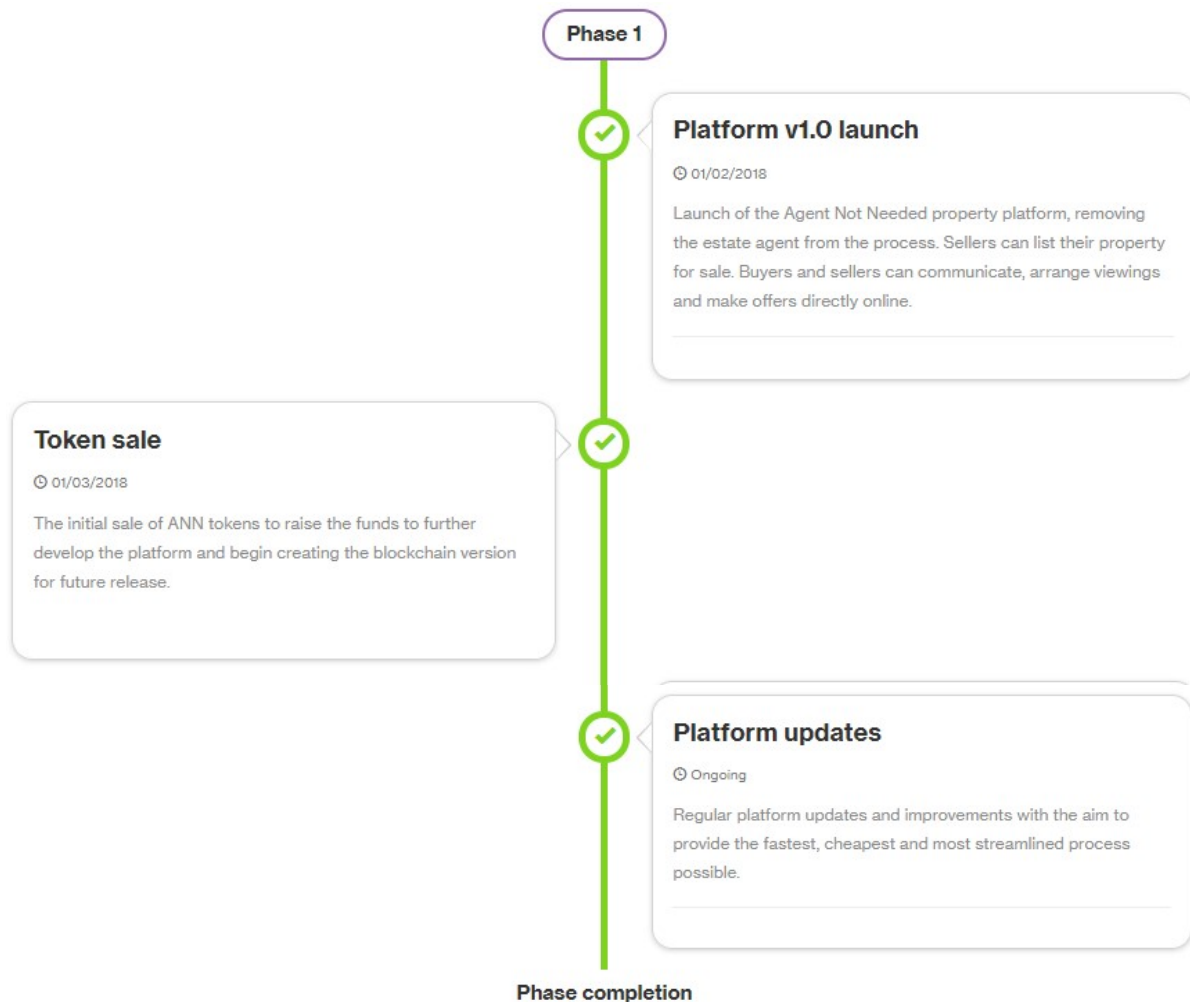 Phase 1
Platform v1.0 launch
01/02/2018
Launch of the Agent Not Needed property platform, removing
the estate agent from the process. Sellers can list their property
for sale. Buyers and sellers can communicate, arrange viewings
and make offers directly online.
Token sale
01/03/2018
The initial sale of ANN tokens to raise the funds to further
develop the platform and begin creating the blockchain version
for future release.
Platform updates
Ongoing
Regular platform updates and improvements with the aim to
provide the fastest, cheapest and most streamlined process
possible.
Phase completion